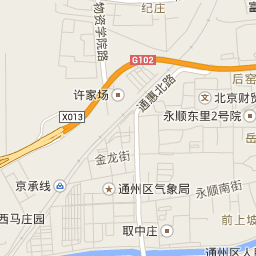 纪庄
物资学院路
G102
后窑
许家场
通惠北路
北京财贸
X013
永顺东里2号院
岳
金龙街
京承线
通州区气象局
永顺南街
西马庄园
取中庄
前上坡
通州区人